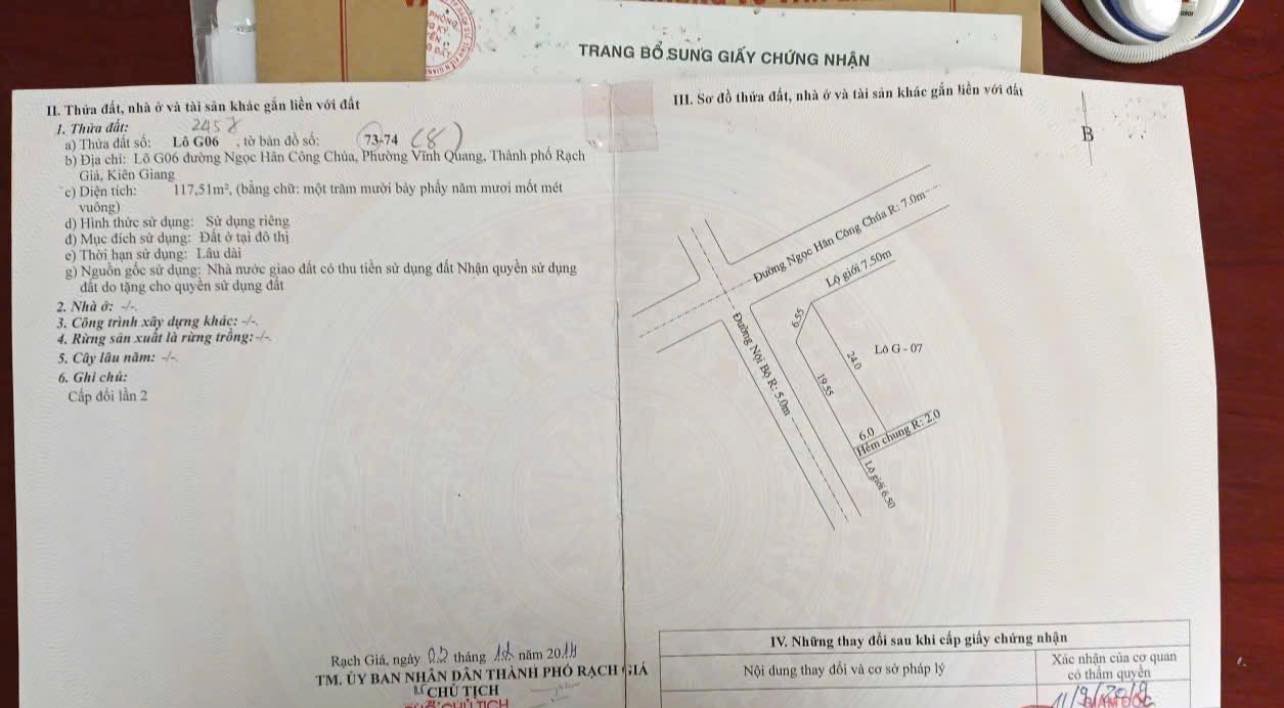 TRANG BỔ SUNG GIẤY CHỨNG NHẬN
II. Thửa đất, nhà ở và tài sản khác gắn liền với đất
1. Thửa đất: 2458
a) Thửa đất số: Lô G06 , tờ bản đồ số: 73-74 (8)
b) Địa chỉ: Lô G06 đường Ngọc Hân Công Chúa, Phường Vĩnh Quang, Thành phố Rạch
Giá, Kiên Giang
c) Diện tích: 117,51m², (bằng chữ: một trăm mười bảy phẩy năm mươi mốt mét
vuông)
d) Hình thức sử dụng: Sử dụng riêng
đ) Mục đích sử dụng: Đất ở tại đô thị
e) Thời hạn sử dụng: Lâu dài
g) Nguồn gốc sử dụng: Nhà nước giao đất có thu tiền sử dụng đất Nhận quyền sử dụng
đất do tặng cho quyền sử dụng đất
2. Nhà ở: -/-.
3. Công trình xây dựng khác: -/-.
4. Rừng sản xuất là rừng trồng: -/-.
5. Cây lâu năm: -/-.
6. Ghi chú:
Cấp đổi lần 2
Rạch Giá, ngày 02 tháng 12 năm 2014
TM. ỦY BAN NHÂN DÂN THÀNH PHỐ RẠCH GIÁ
CHỦ TỊCH
PHÓ CHỦ TỊCH
III. Sơ đồ thửa đất, nhà ở và tài sản khác gắn liền với đất
B
Đường Ngọc Hân Công Chúa R: 7.0m
Lộ giới 7.50m
Đường Nội Bộ R: 5.0m
6.55
24.0
Lô G - 07
19.55
6.0
Hẻm chung R: 2.0
Lộ giới 6.50
IV. Những thay đổi sau khi cấp giấy chứng nhận
Nội dung thay đổi và cơ sở pháp lý
Xác nhận của cơ quan
có thẩm quyền
GIÁM ĐỐC